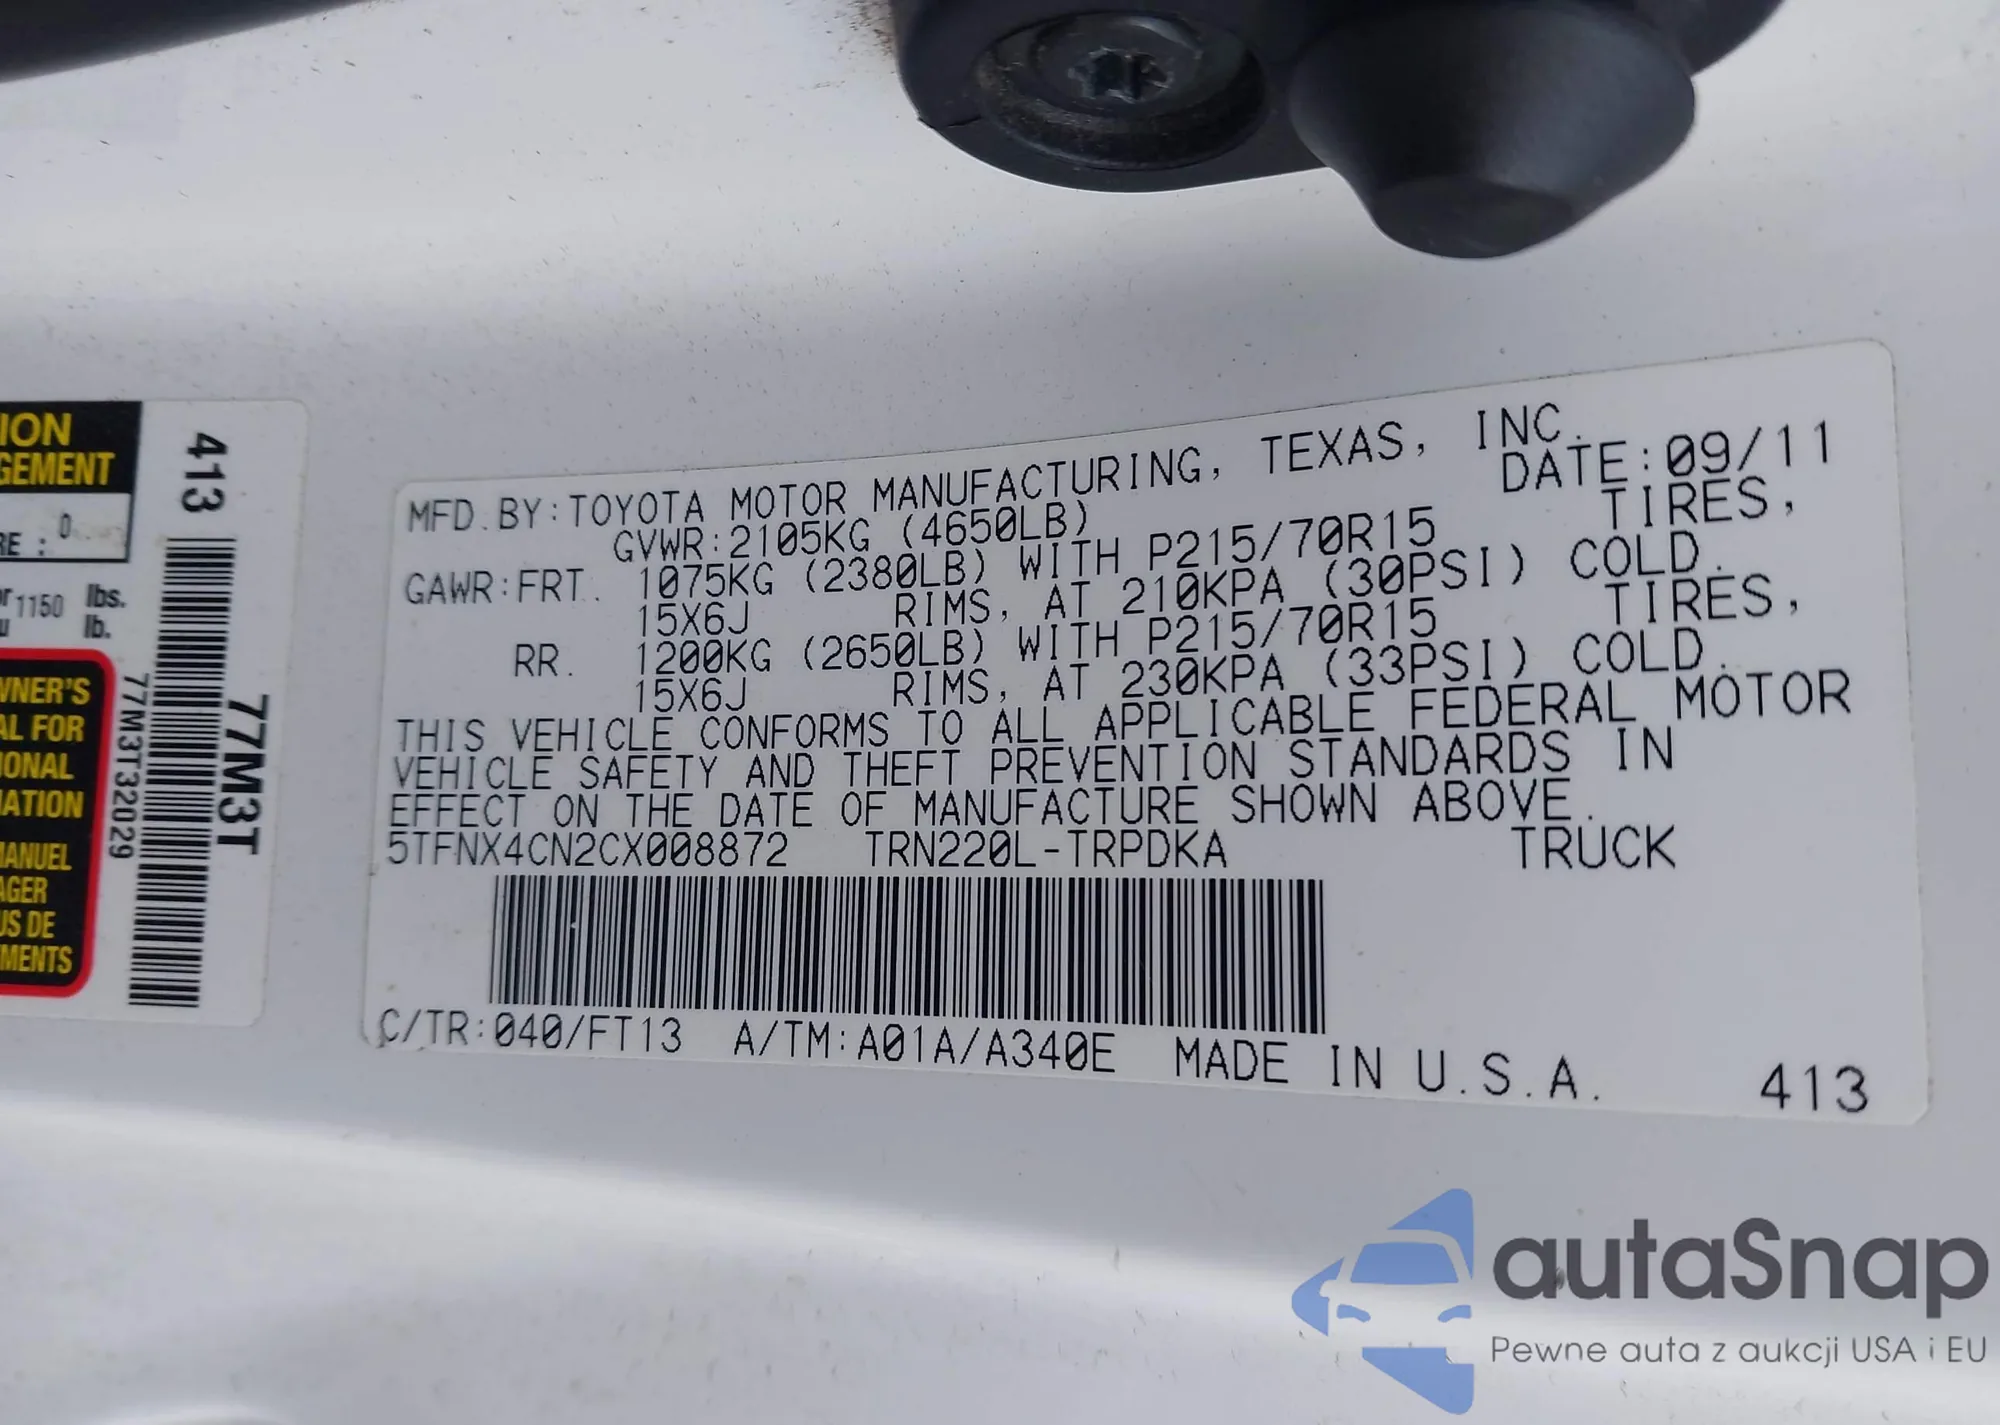 ION
GEMENT
RE : 0
or 1150 lbs.
u lb.
WNER'S
AL FOR
IONAL
MATION
MANUEL
AGER
US DE
MENTS
413
77M3T
77M3T32029
MFD. BY: TOYOTA MOTOR MANUFACTURING, TEXAS, INC.
DATE: 09/11
GVWR: 2105KG (4650LB)
GAWR: FRT. 1075KG (2380LB) WITH P215/70R15 TIRES,
15X6J RIMS, AT 210KPA (30PSI) COLD.
RR. 1200KG (2650LB) WITH P215/70R15 TIRES,
15X6J RIMS, AT 230KPA (33PSI) COLD.
THIS VEHICLE CONFORMS TO ALL APPLICABLE FEDERAL MOTOR
VEHICLE SAFETY AND THEFT PREVENTION STANDARDS IN
EFFECT ON THE DATE OF MANUFACTURE SHOWN ABOVE.
5TFNX4CN2CX008872 TRN220L-TRPDKA TRUCK
C/TR: 040/FT13 A/TM: A01A/A340E MADE IN U.S.A. 413
autaSnap
Pewne auta z aukcji USA i EU